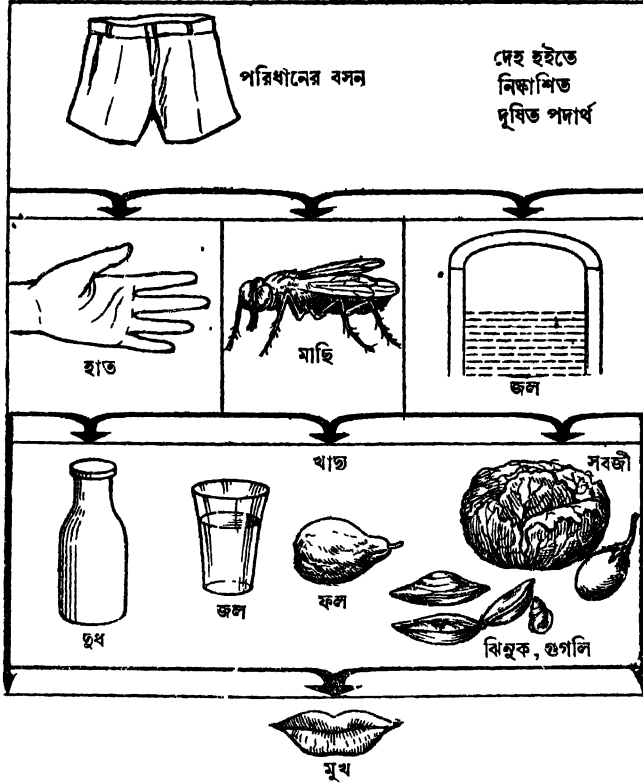 পরিধানের বসন
দেহ হইতে
নিষ্কাশিত
দূষিত পদার্থ
হাত
মাছি
জল
খাদ্য
সবজী
দুধ
জল
ফল
ঝিনুক, গুগলি
মুখ